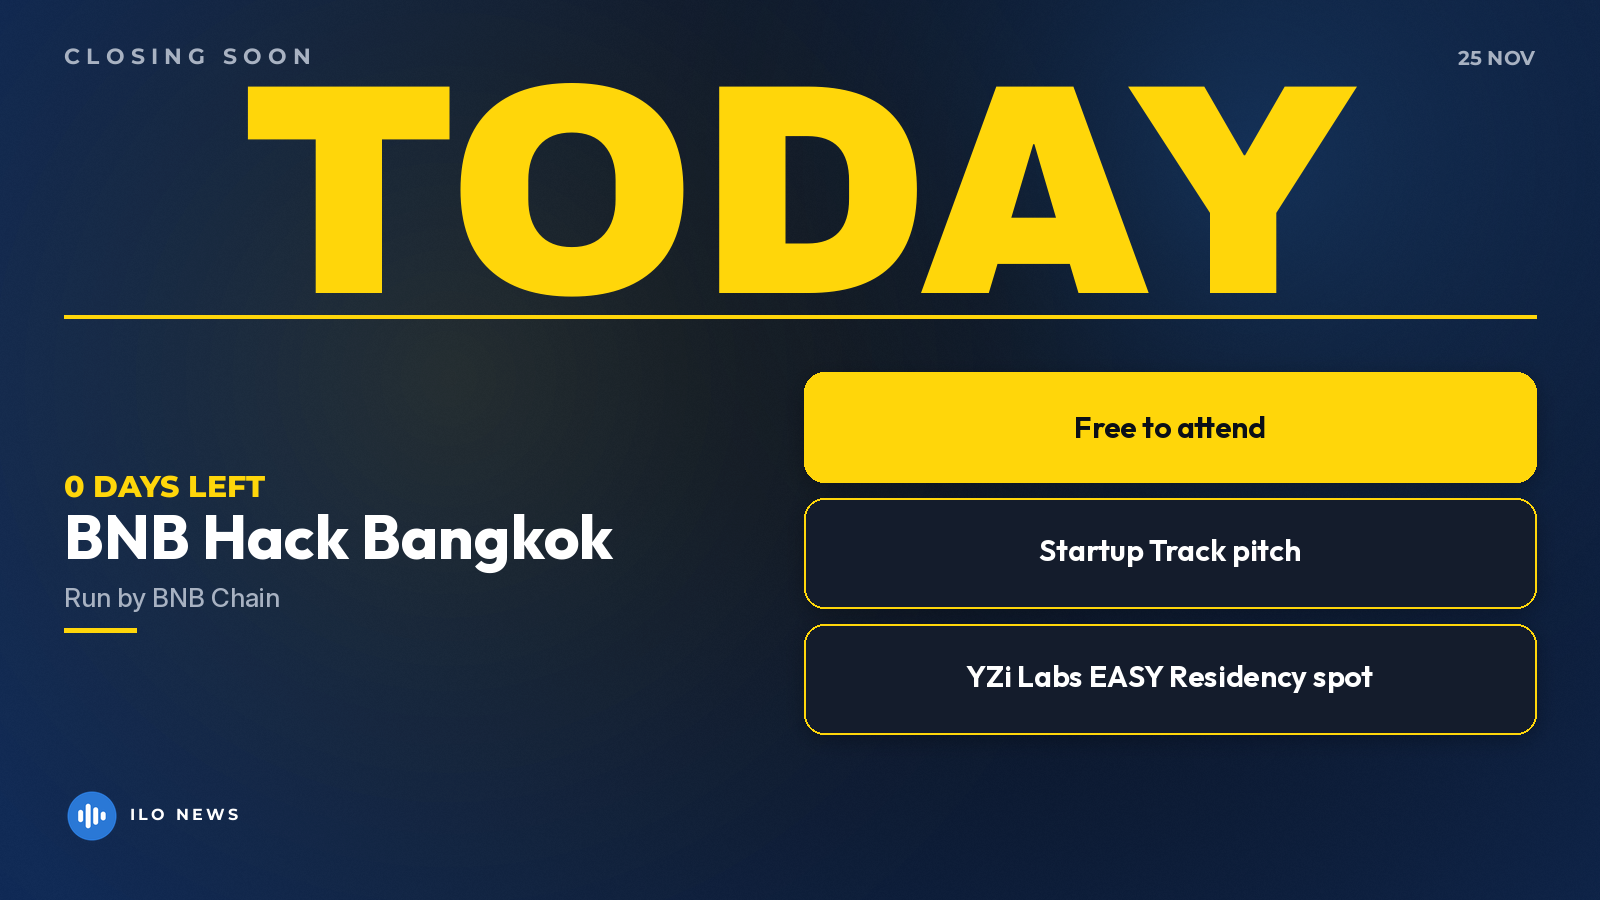 CLOSING SOON
25 NOV
TODAY
0 DAYS LEFT
BNB Hack Bangkok
Run by BNB Chain
Free to attend
Startup Track pitch
YZi Labs EASY Residency spot
ILO NEWS